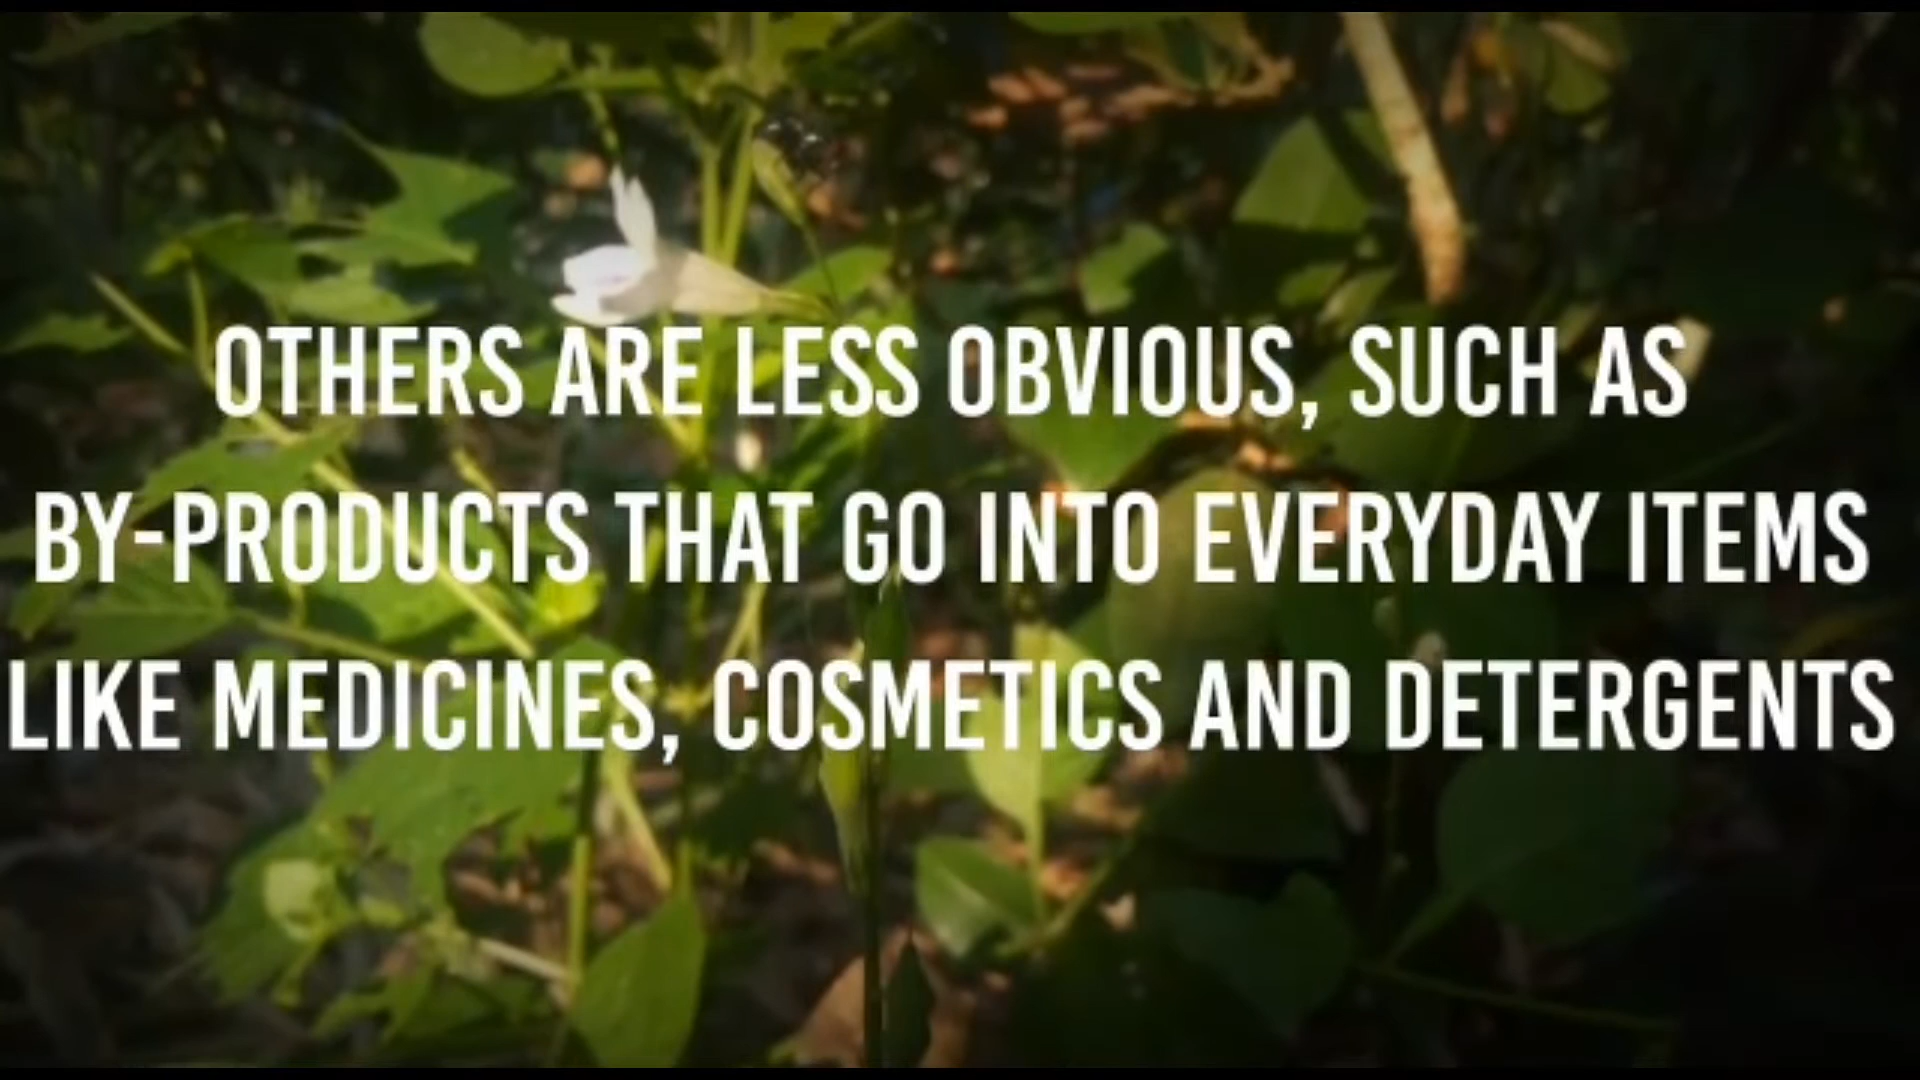 OTHERS ARE LESS OBVIOUS, SUCH AS
BY-PRODUCTS THAT GO INTO EVERYDAY ITEMS
LIKE MEDICINES, COSMETICS AND DETERGENTS